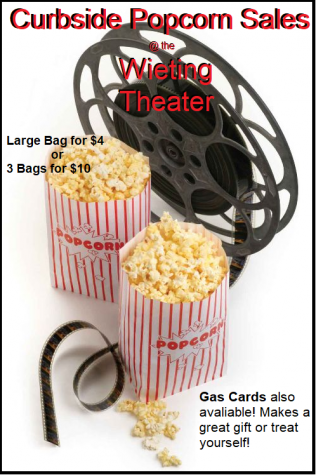 Curbside Popcorn Sales
@ the
Wieting
Theater
Large Bag for $4
or
3 Bags for $10
POPCORN
POPCORN
Gas Cards also
avaliable! Makes a
great gift or treat
yourself!